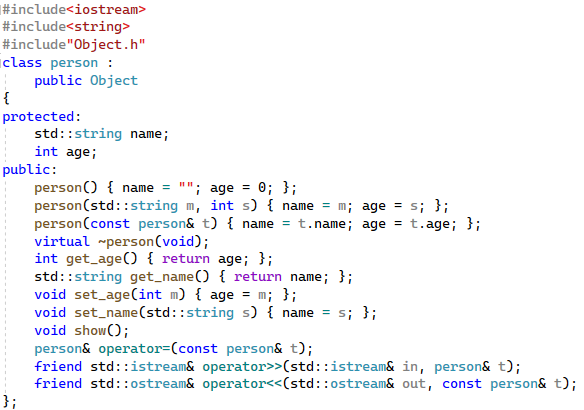 #include<iostream>
#include<string>
#include"Object.h"
class person :
    public Object
{
protected:
    std::string name;
    int age;
public:
    person() { name = ""; age = 0; };
    person(std::string m, int s) { name = m; age = s; };
    person(const person& t) { name = t.name; age = t.age; };
    virtual ~person(void);
    int get_age() { return age; };
    std::string get_name() { return name; };
    void set_age(int m) { age = m; };
    void set_name(std::string s) { name = s; };
    void show();
    person& operator=(const person& t);
    friend std::istream& operator>>(std::istream& in, person& t);
    friend std::ostream& operator<<(std::ostream& out, const person& t);
};